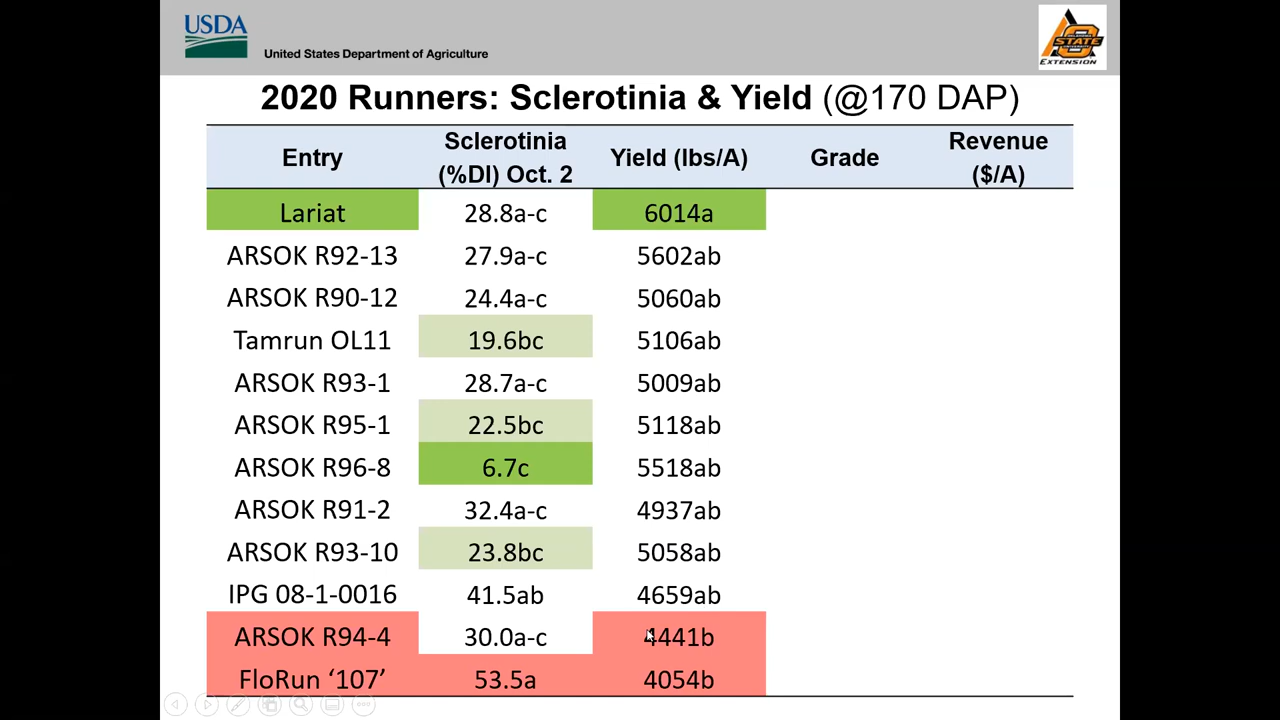 USDA
United States Department of Agriculture
STATE
EXTENSION
2020 Runners: Sclerotinia & Yield (@170 DAP)
Entry Sclerotinia (%DI) Oct. 2 Yield (lbs/A) Grade Revenue ($/A)
Lariat 28.8a-c 6014a
ARSOK R92-13 27.9a-c 5602ab
ARSOK R90-12 24.4a-c 5060ab
Tamrun OL11 19.6bc 5106ab
ARSOK R93-1 28.7a-c 5009ab
ARSOK R95-1 22.5bc 5118ab
ARSOK R96-8 6.7c 5518ab
ARSOK R91-2 32.4a-c 4937ab
ARSOK R93-10 23.8bc 5058ab
IPG 08-1-0016 41.5ab 4659ab
ARSOK R94-4 30.0a-c 4441b
FloRun ‘107’ 53.5a 4054b